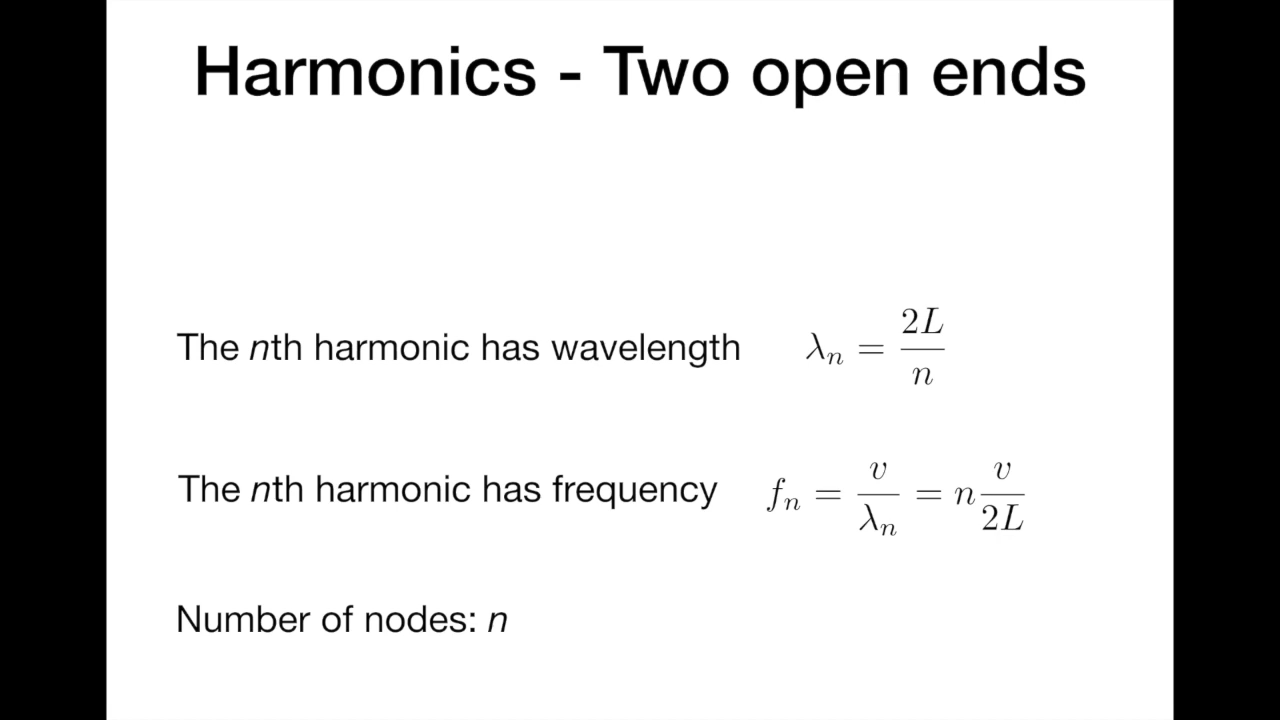 Harmonics - Two open ends
The nth harmonic has wavelength λₙ = 2L/n
The nth harmonic has frequency fₙ = v/λₙ = n v/2L
Number of nodes: n